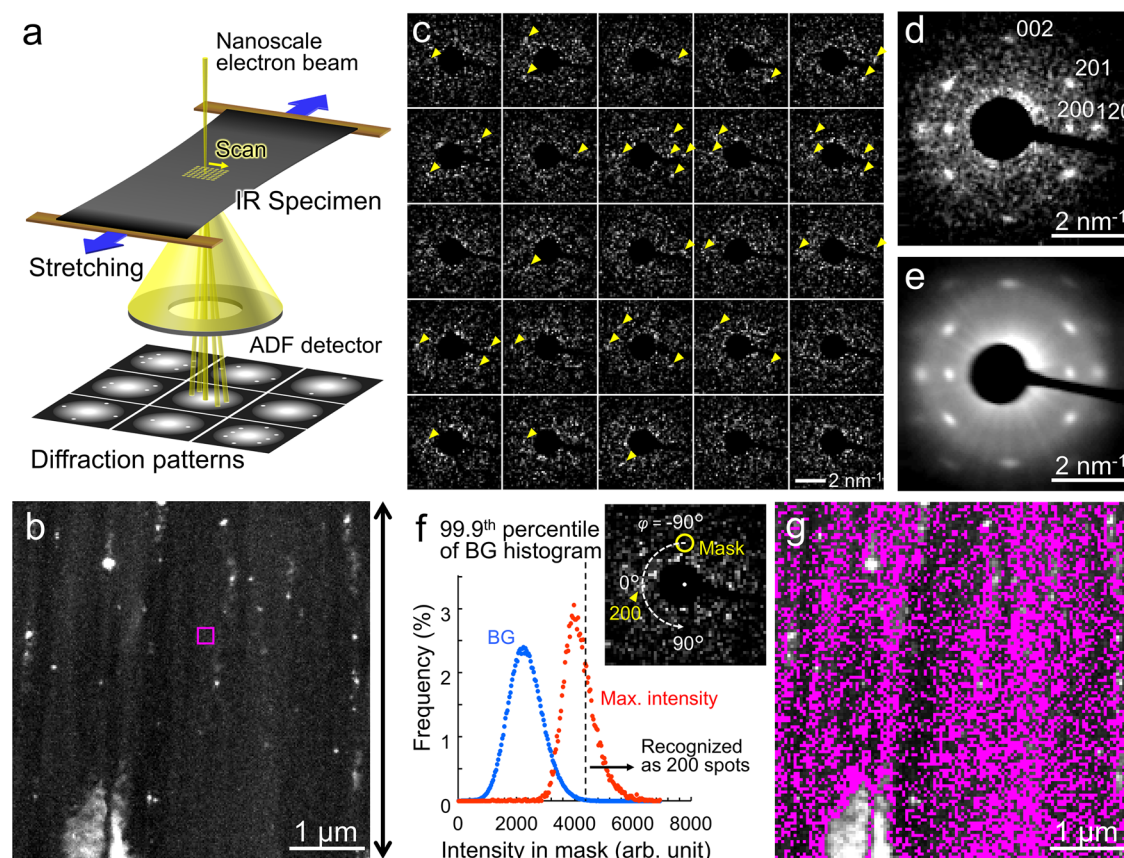 a
Nanoscale
electron beam
Scan
IR Specimen
Stretching
ADF detector
Diffraction patterns
b
1 μm
c
2 nm-1
d
002
201
200
120
2 nm-1
e
2 nm-1
f
99.9th percentile
of BG histogram
φ = -90°
Mask
0°
200
90°
BG
Max. intensity
Recognized
as 200 spots
Frequency (%)
3
2
1
0
0
2000
4000
6000
8000
Intensity in mask (arb. unit)
g
1 μm